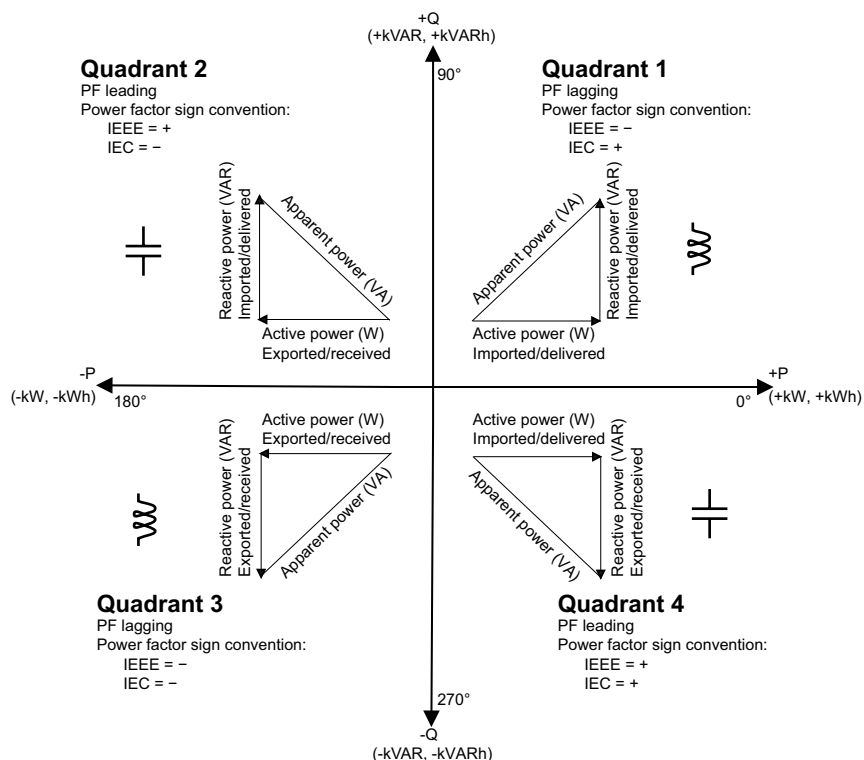 +Q
(+kVAR, +kVARh)
90°
Quadrant 2
PF leading
Power factor sign convention:
IEEE = +
IEC = −
Reactive power (VAR)
Imported/delivered
Apparent power (VA)
Active power (W)
Exported/received
Quadrant 1
PF lagging
Power factor sign convention:
IEEE = −
IEC = +
Apparent power (VA)
Reactive power (VAR)
Imported/delivered
Active power (W)
Imported/delivered
-P
(-kW, -kWh)
180°
0°
+P
(+kW, +kWh)
Active power (W)
Exported/received
Reactive power (VAR)
Exported/received
Apparent power (VA)
Quadrant 3
PF lagging
Power factor sign convention:
IEEE = −
IEC = −
Active power (W)
Imported/delivered
Apparent power (VA)
Reactive power (VAR)
Exported/received
Quadrant 4
PF leading
Power factor sign convention:
IEEE = +
IEC = +
270°
-Q
(-kVAR, -kVARh)